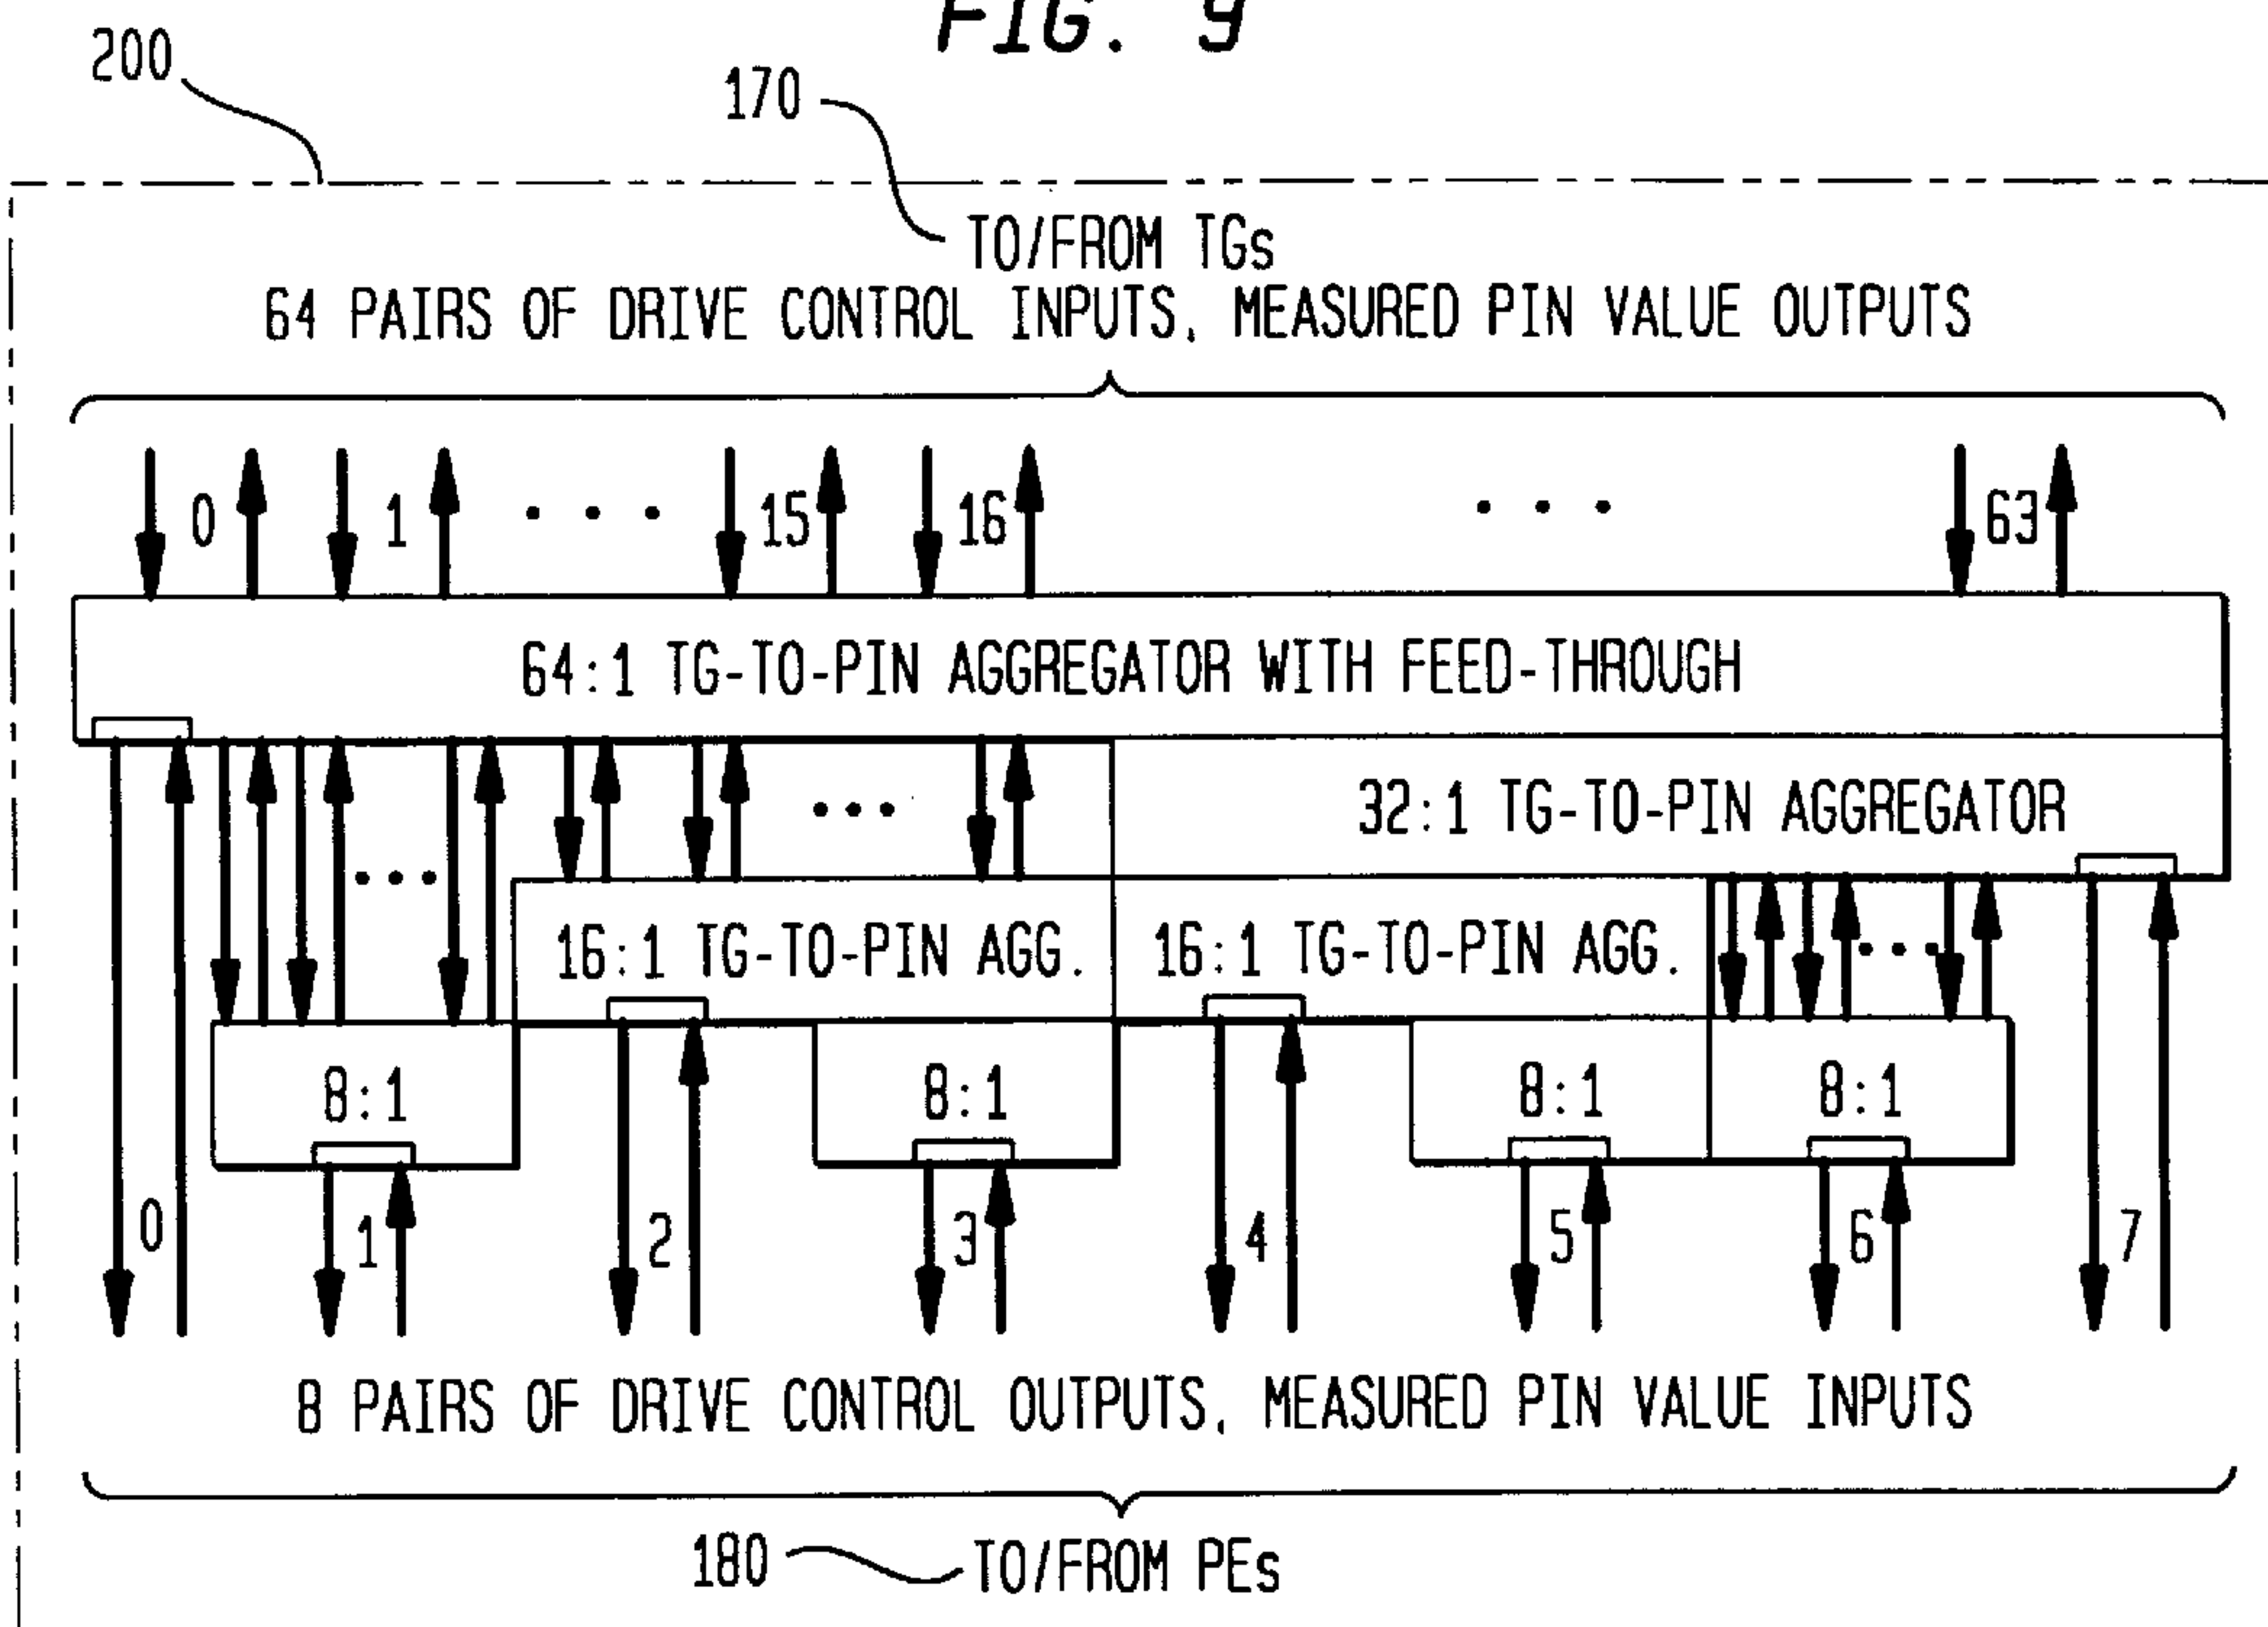 FIG. 9
200
170
TO/FROM TGs
64 PAIRS OF DRIVE CONTROL INPUTS, MEASURED PIN VALUE OUTPUTS
0 1 • • • 15 16 • • • 63
64:1 TG-TO-PIN AGGREGATOR WITH FEED-THROUGH
32:1 TG-TO-PIN AGGREGATOR
16:1 TG-TO-PIN AGG. 16:1 TG-TO-PIN AGG.
8:1 8:1 8:1 8:1
0 1 2 3 4 5 6 7
8 PAIRS OF DRIVE CONTROL OUTPUTS, MEASURED PIN VALUE INPUTS
180 TO/FROM PEs